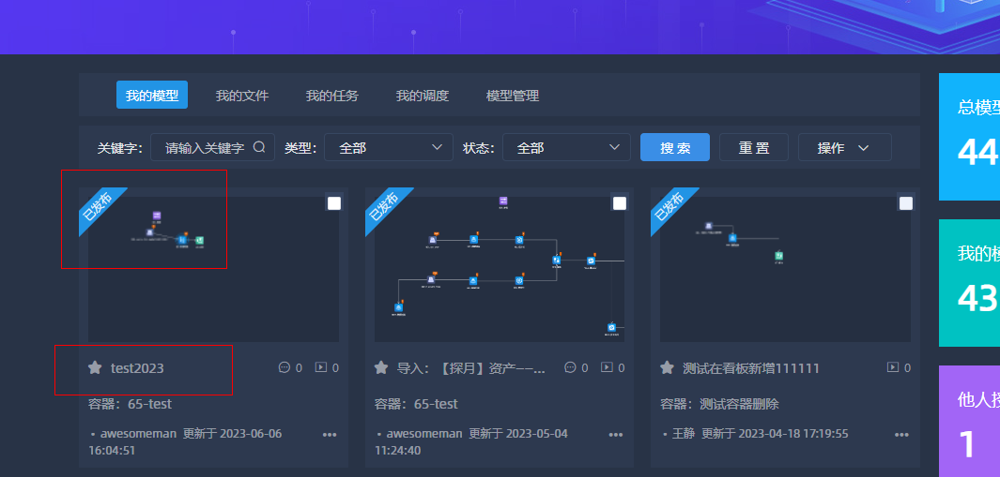 我的模型 我的文件 我的任务 我的调度 模型管理
关键字： 请输入关键字 类型： 全部 状态： 全部 搜 索 重 置 操作
总模型
44
我的模
43
他人授
1
已发布
test2023 0 0
容器：65-test
• awesomeman 更新于 2023-06-06
16:04:51
已发布
导入：【探月】资产——... 0 0
容器：65-test
• awesomeman 更新于 2023-05-04
11:24:40
已发布
测试在看板新增111111 0
容器：测试容器删除
• 王静 更新于 2023-04-18 17:19:55